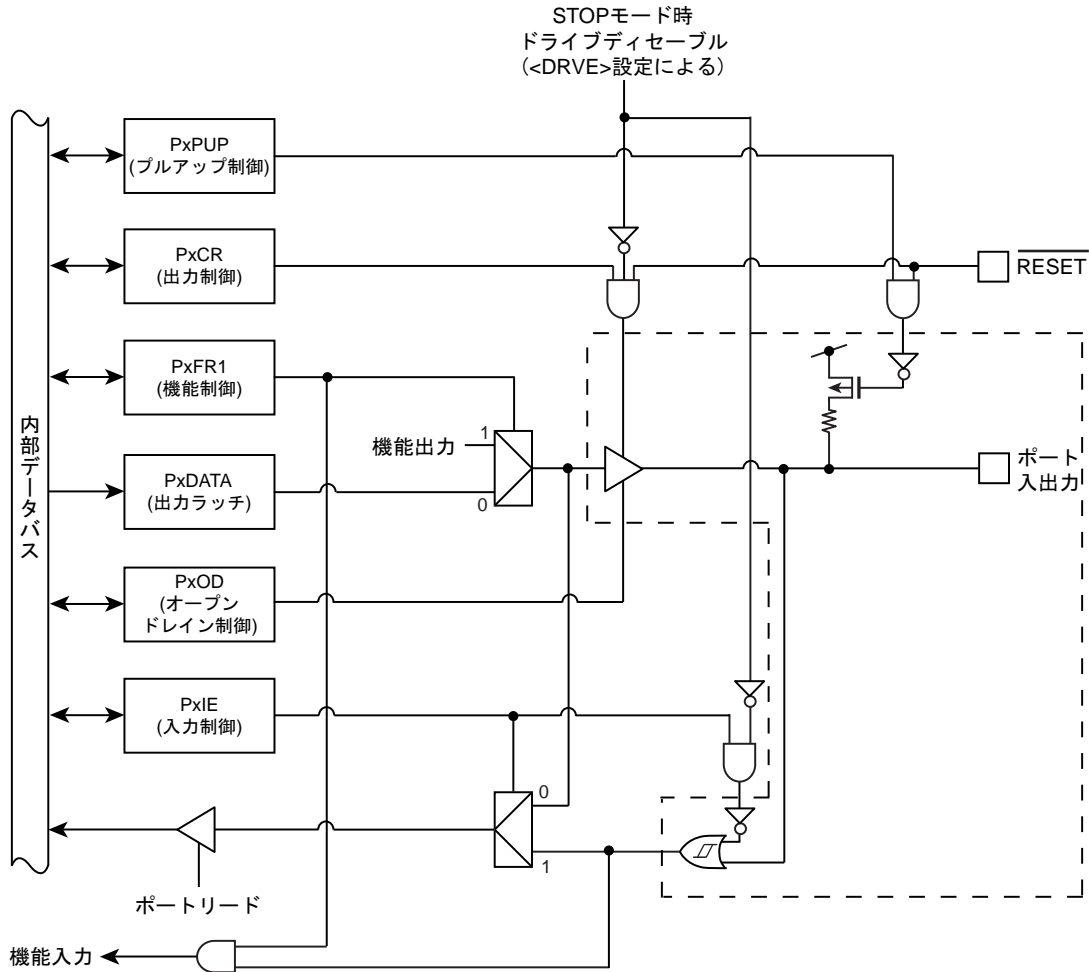 STOPモード時
ドライブディセーブル
(<DRVE>設定による)
PxPUP
(プルアップ制御)
PxCR
(出力制御)
RESET
PxFR1
(機能制御)
機能出力
1
0
PxDATA
(出力ラッチ)
ポート
入出力
内部データバス
PxOD
(オープン
ドレイン制御)
PxIE
(入力制御)
0
1
ポートリード
機能入力